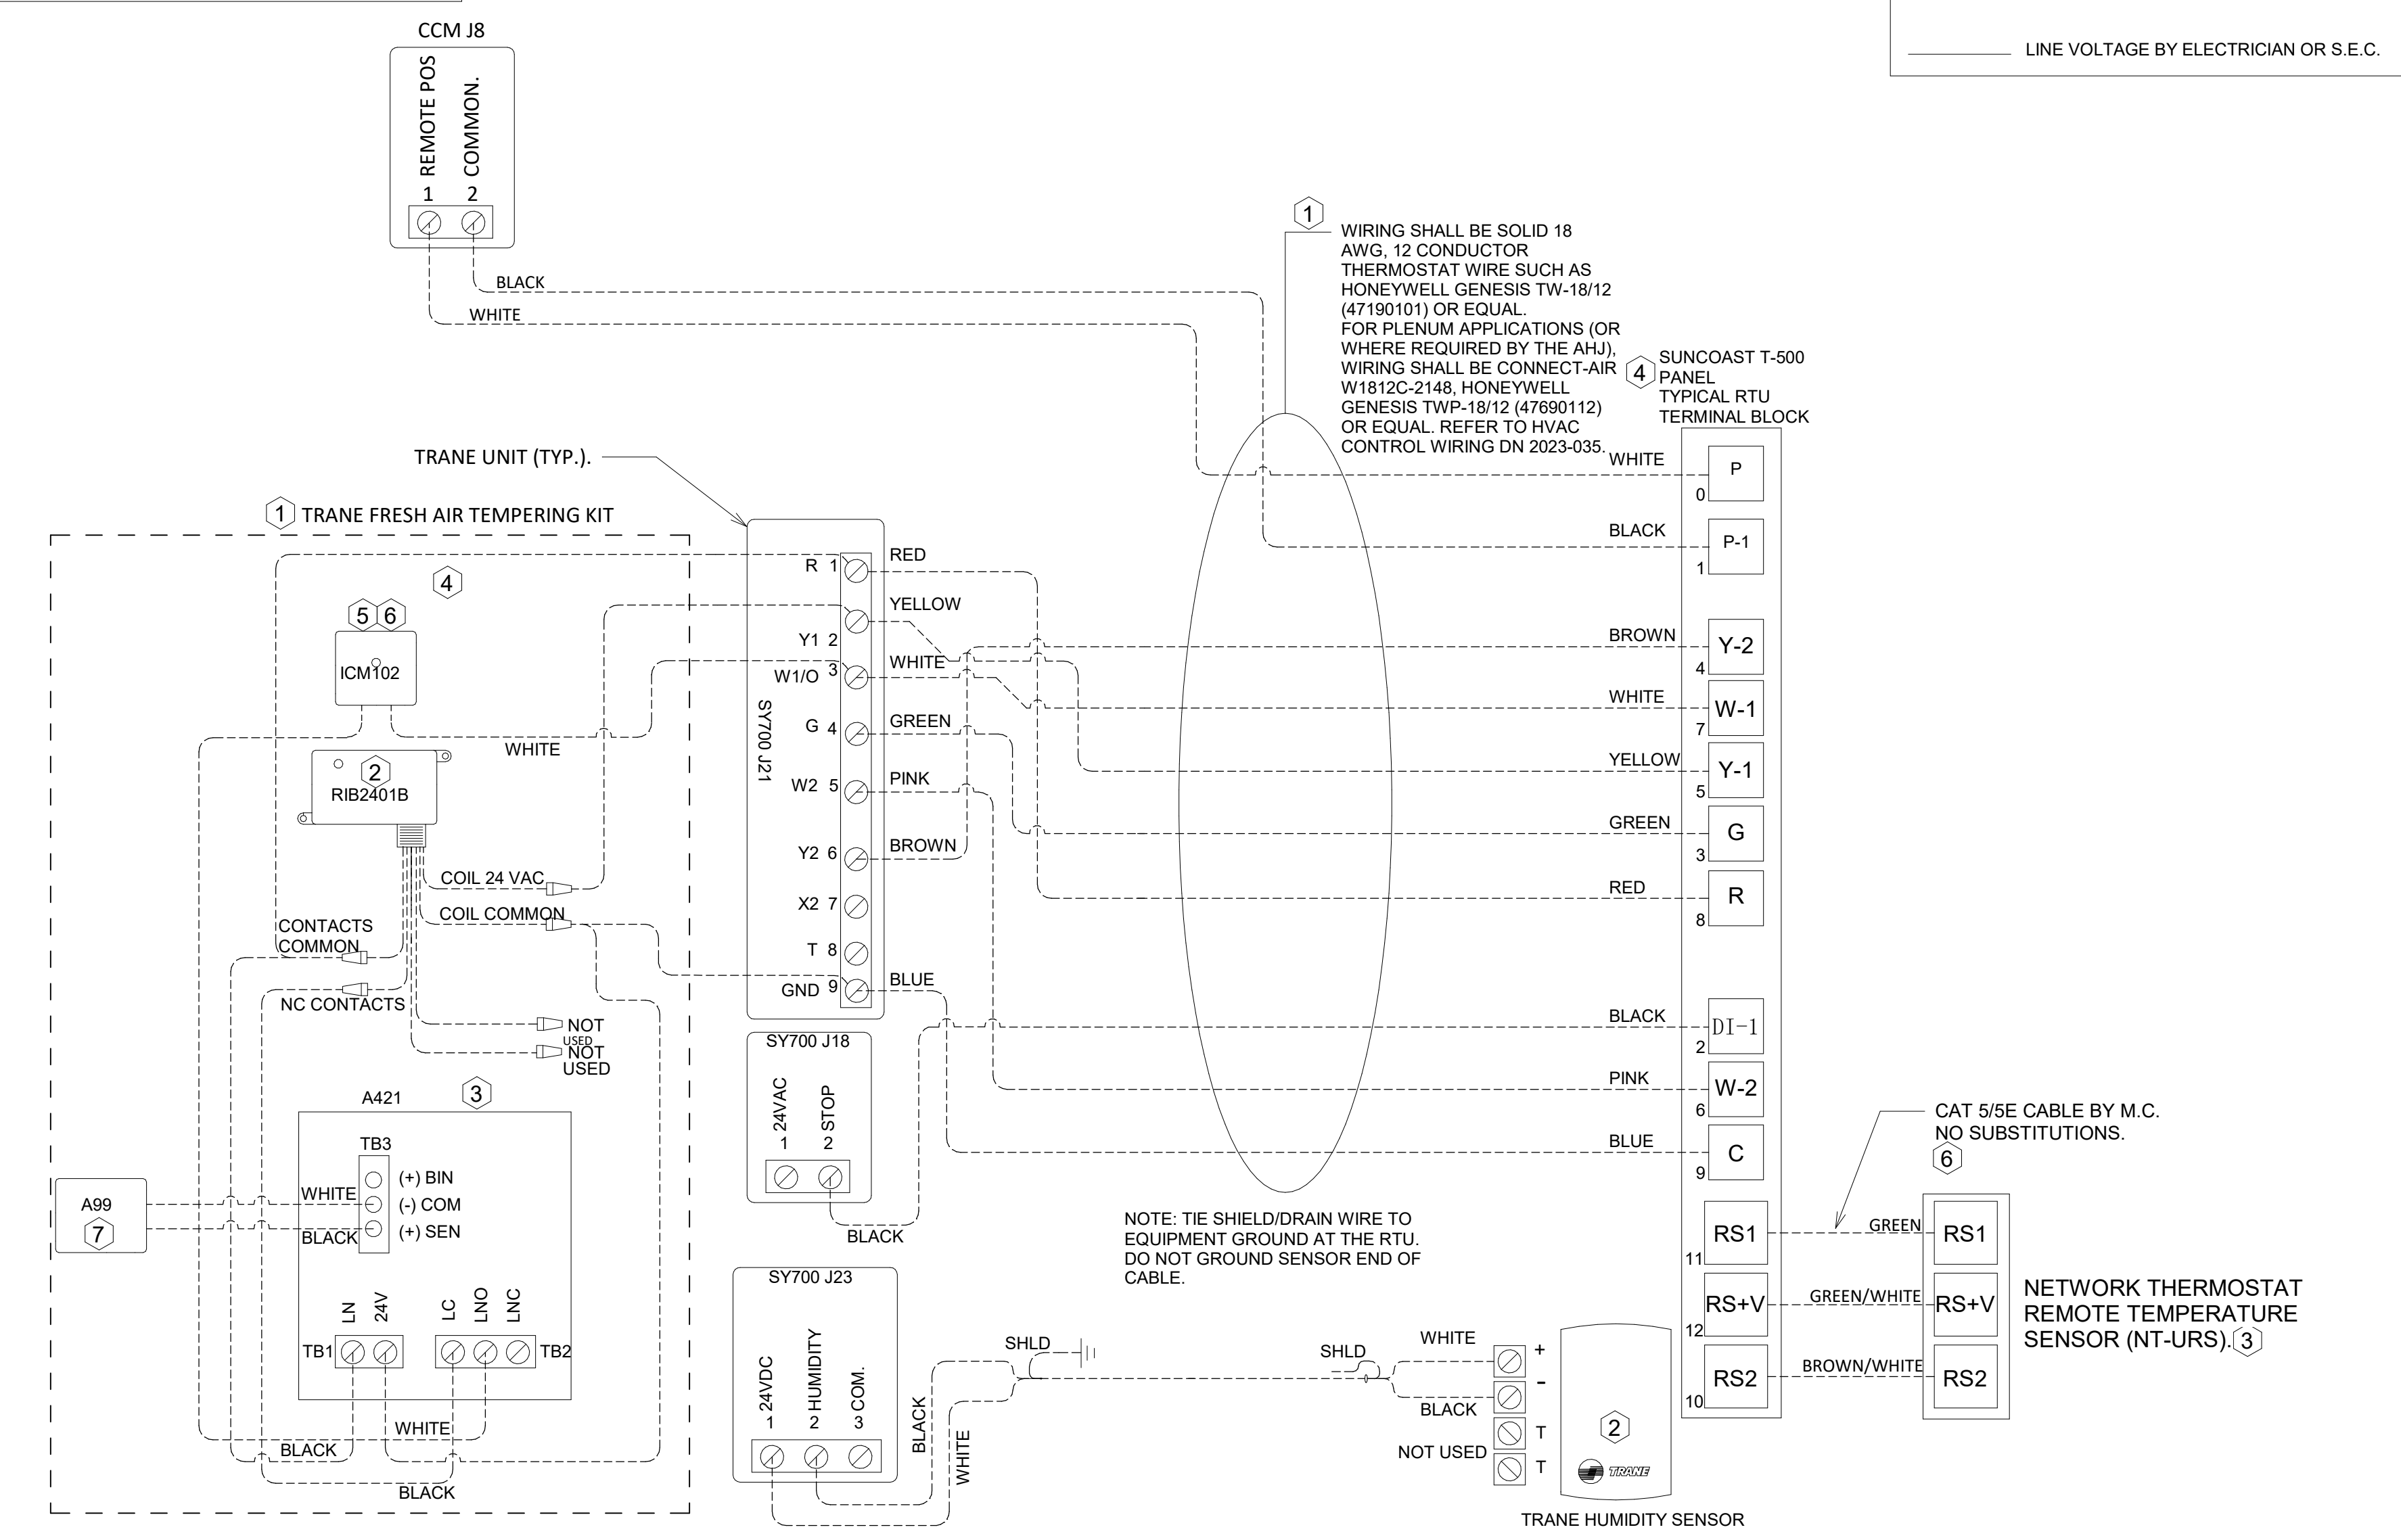 CCM J8
REMOTE POS
COMMON.
1
2
BLACK
WHITE
LINE VOLTAGE BY ELECTRICIAN OR S.E.C.
1
WIRING SHALL BE SOLID 18
AWG, 12 CONDUCTOR
THERMOSTAT WIRE SUCH AS
HONEYWELL GENESIS TW-18/12
(47190101) OR EQUAL.
FOR PLENUM APPLICATIONS (OR
WHERE REQUIRED BY THE AHJ),
WIRING SHALL BE CONNECT-AIR
W1812C-2148, HONEYWELL
GENESIS TWP-18/12 (47690112)
OR EQUAL. REFER TO HVAC
CONTROL WIRING DN 2023-035.
4
SUNCOAST T-500
PANEL
TYPICAL RTU
TERMINAL BLOCK
TRANE UNIT (TYP.).
1
TRANE FRESH AIR TEMPERING KIT
4
5
6
ICM102
WHITE
2
RIB2401B
COIL 24 VAC
COIL COMMON
CONTACTS
COMMON
NC CONTACTS
NOT
USED
NOT
USED
3
A421
TB3
(+) BIN
(-) COM
(+) SEN
A99
7
WHITE
BLACK
LN
24V
LC
LNO
LNC
TB1
TB2
WHITE
BLACK
BLACK
SY700 J21
R 1
Y1 2
W1/O 3
G 4
W2 5
Y2 6
X2 7
T 8
GND 9
RED
YELLOW
WHITE
GREEN
PINK
BROWN
BLUE
SY700 J18
24VAC
STOP
1
2
BLACK
SY700 J23
24VDC
HUMIDITY
COM.
1
2
3
BLACK
WHITE
SHLD
NOTE: TIE SHIELD/DRAIN WIRE TO
EQUIPMENT GROUND AT THE RTU.
DO NOT GROUND SENSOR END OF
CABLE.
SHLD
WHITE
BLACK
NOT USED
+
-
T
T
2
TRANE
TRANE HUMIDITY SENSOR
WHITE
P
0
BLACK
P-1
1
BROWN
Y-2
4
WHITE
W-1
7
YELLOW
Y-1
5
GREEN
G
3
RED
R
8
BLACK
DI-1
2
PINK
W-2
6
BLUE
C
9
RS1
11
RS+V
12
RS2
10
CAT 5/5E CABLE BY M.C.
NO SUBSTITUTIONS.
6
GREEN
RS1
GREEN/WHITE
RS+V
BROWN/WHITE
RS2
NETWORK THERMOSTAT
REMOTE TEMPERATURE
SENSOR (NT-URS).
3